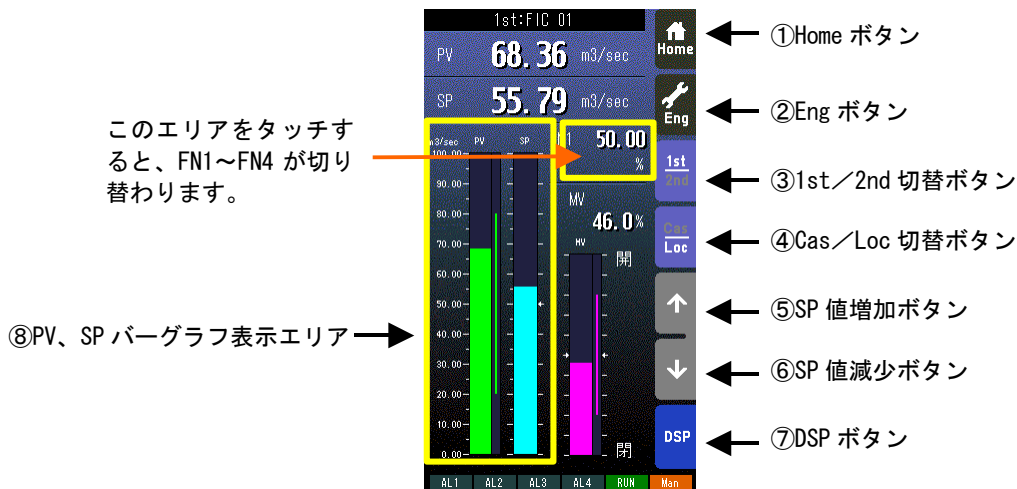 1st:FIC 01
PV 68.36 m3/sec
SP 55.79 m3/sec
50.00
%
m3/sec PV SP
100.00
90.00
80.00
70.00
60.00
50.00
40.00
30.00
20.00
10.00
0.00
MV
46.0%
MV
開
閉
Home
Eng
1st
2nd
Cas
Loc
↑
↓
DSP
AL1 AL2 AL3 AL4 RUN Man
このエリアをタッチす
ると、FN1～FN4 が切り
替わります。
①Home ボタン
②Eng ボタン
③1st／2nd 切替ボタン
④Cas／Loc 切替ボタン
⑤SP 値増加ボタン
⑥SP 値減少ボタン
⑦DSP ボタン
⑧PV、SP バーグラフ表示エリア